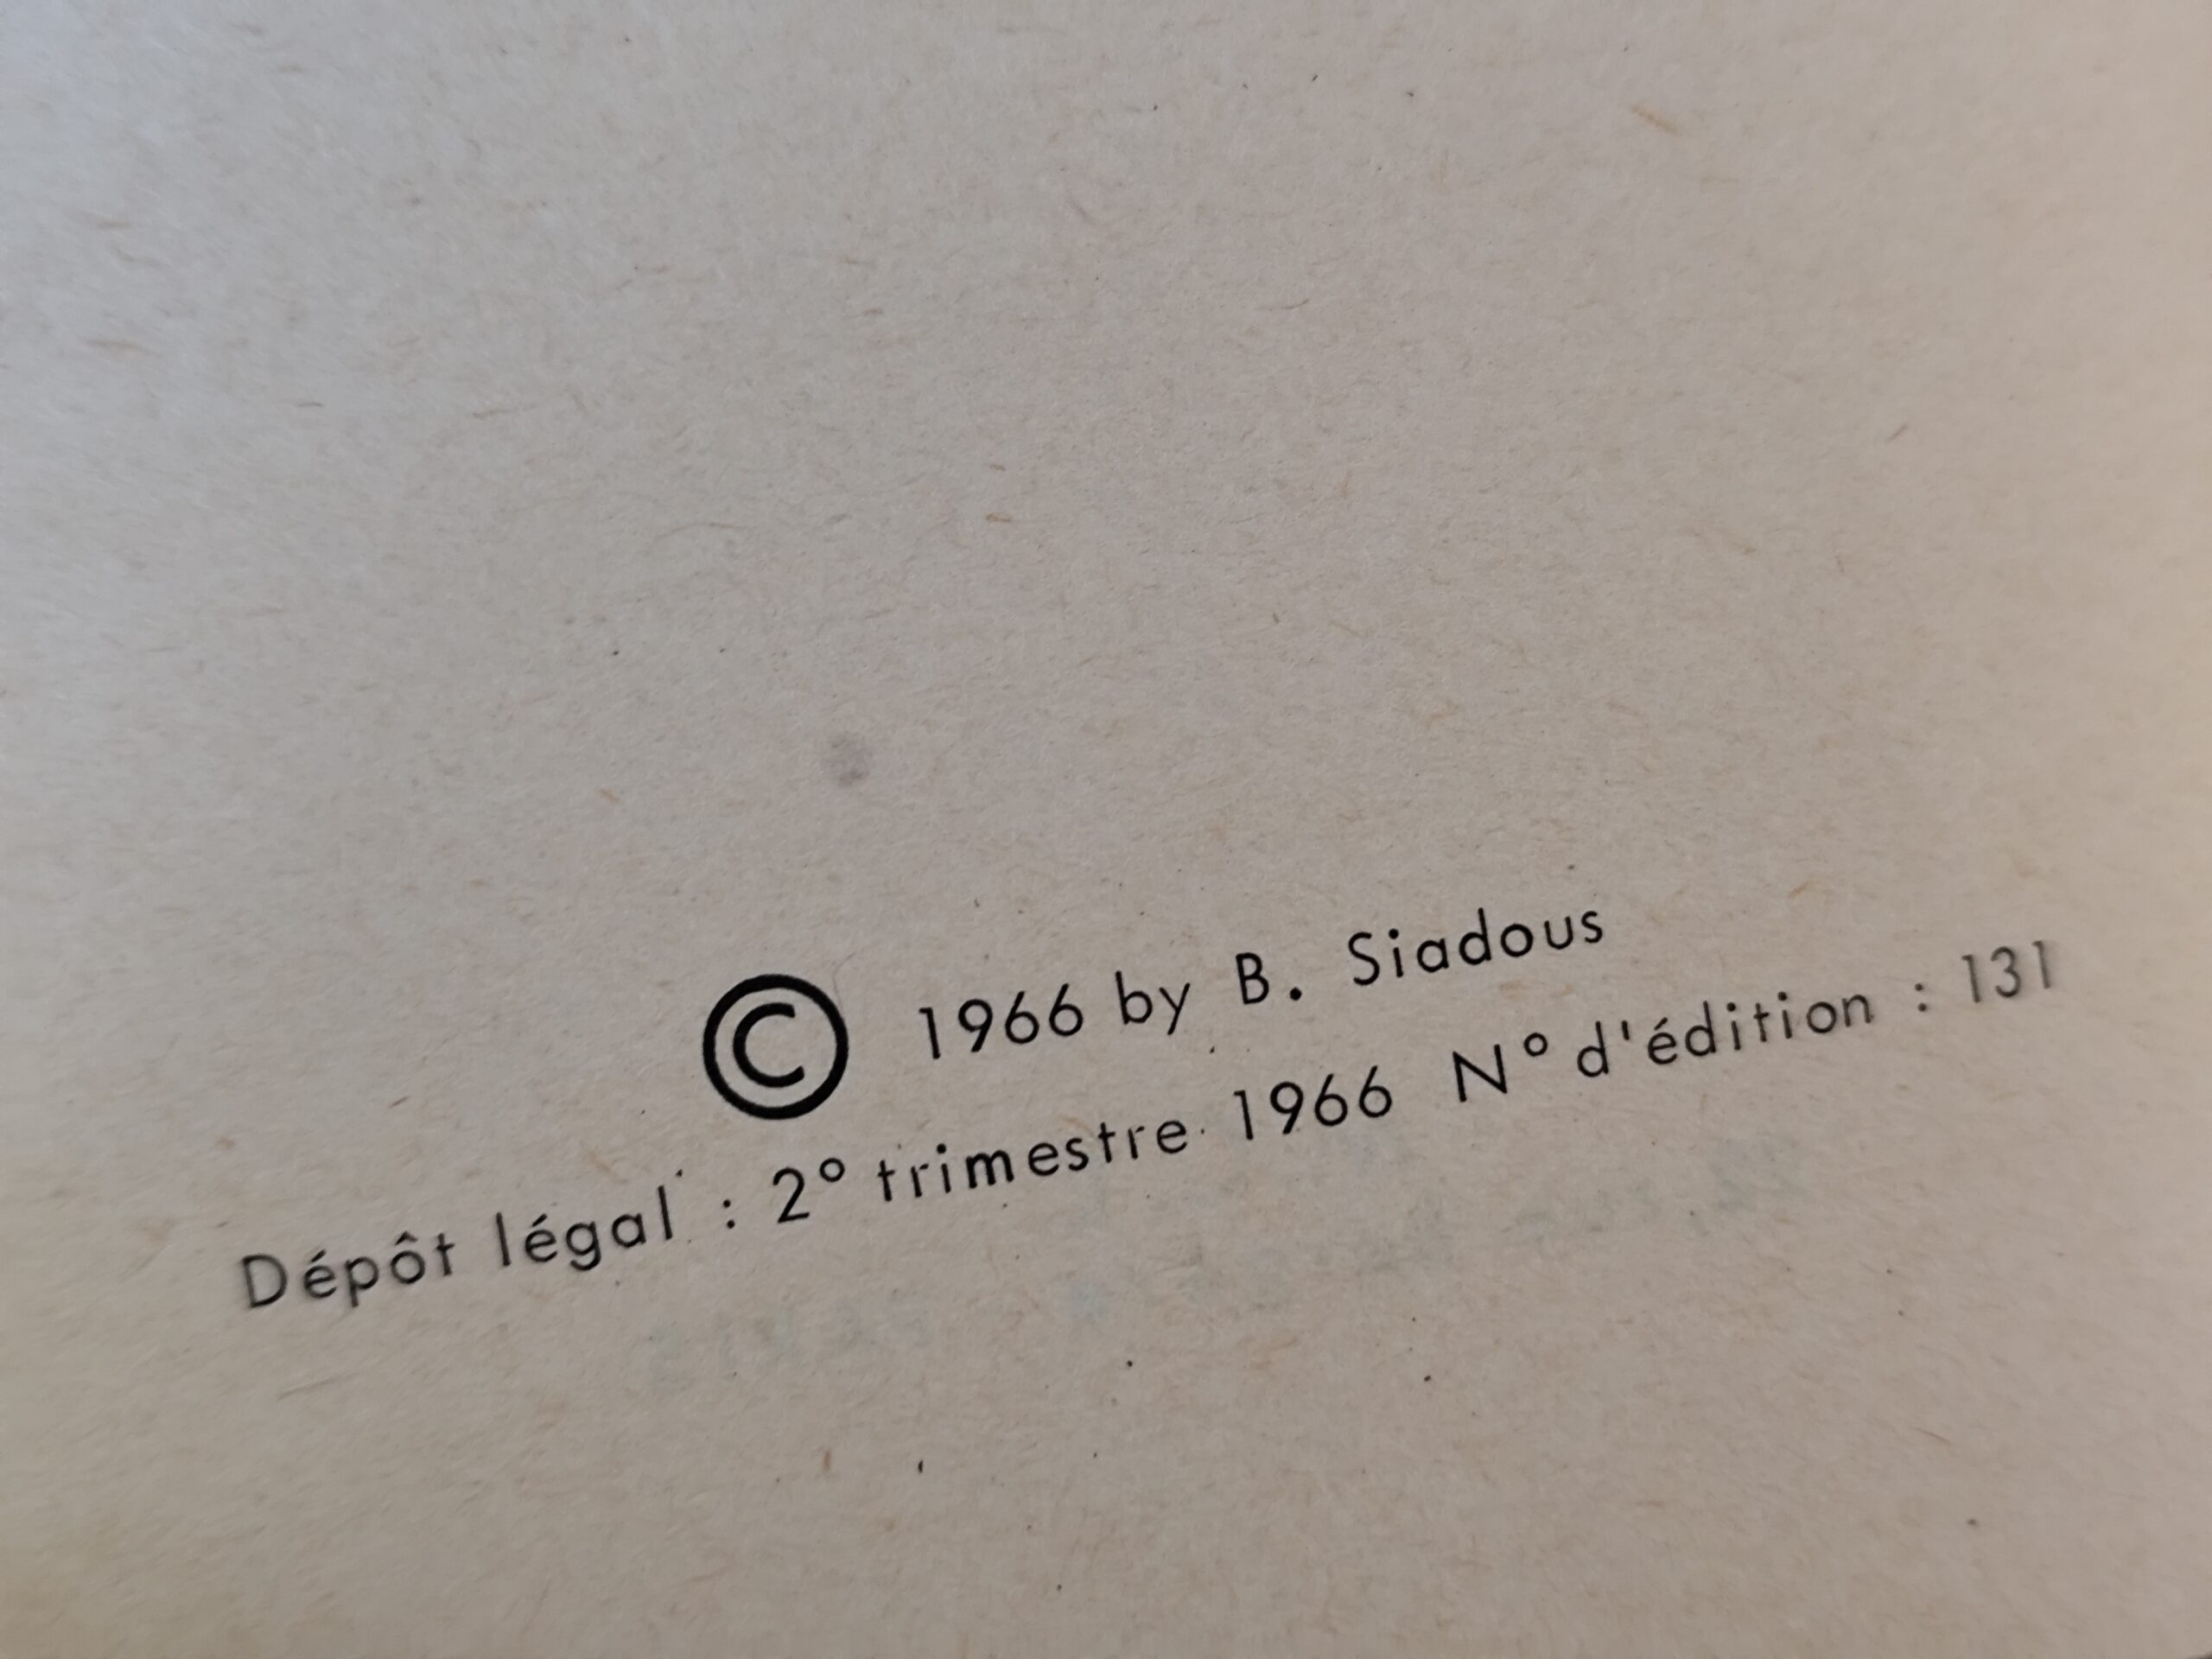 © 1966 by B. Siadous
Dépôt légal : 2° trimestre 1966 N° d'édition : 131